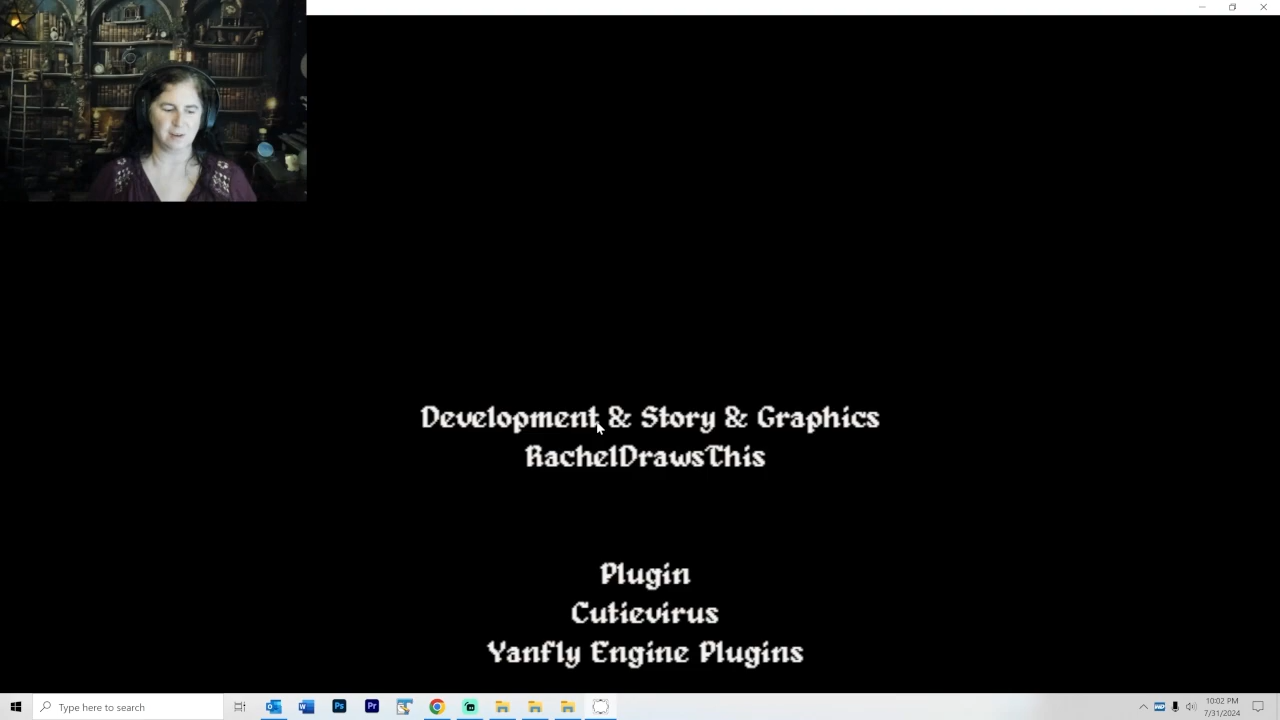 Development & Story & Graphics
RachelDrawsThis
Plugin
Cutievirus
Yanfly Engine Plugins
Type here to search
10:02 PM
7/31/2024